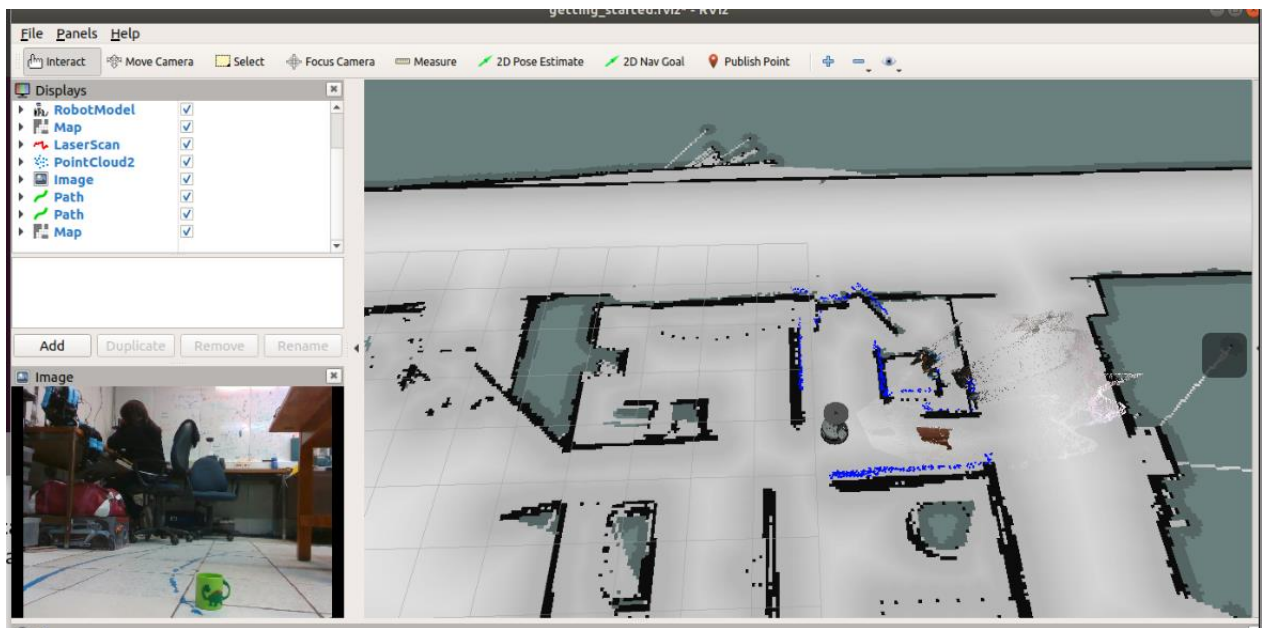 getting_started.rviz* - RViz
File Panels Help
Interact Move Camera Select Focus Camera Measure 2D Pose Estimate 2D Nav Goal Publish Point
Displays
RobotModel
Map
LaserScan
PointCloud2
Image
Path
Path
Map
Add Duplicate Remove Rename
Image